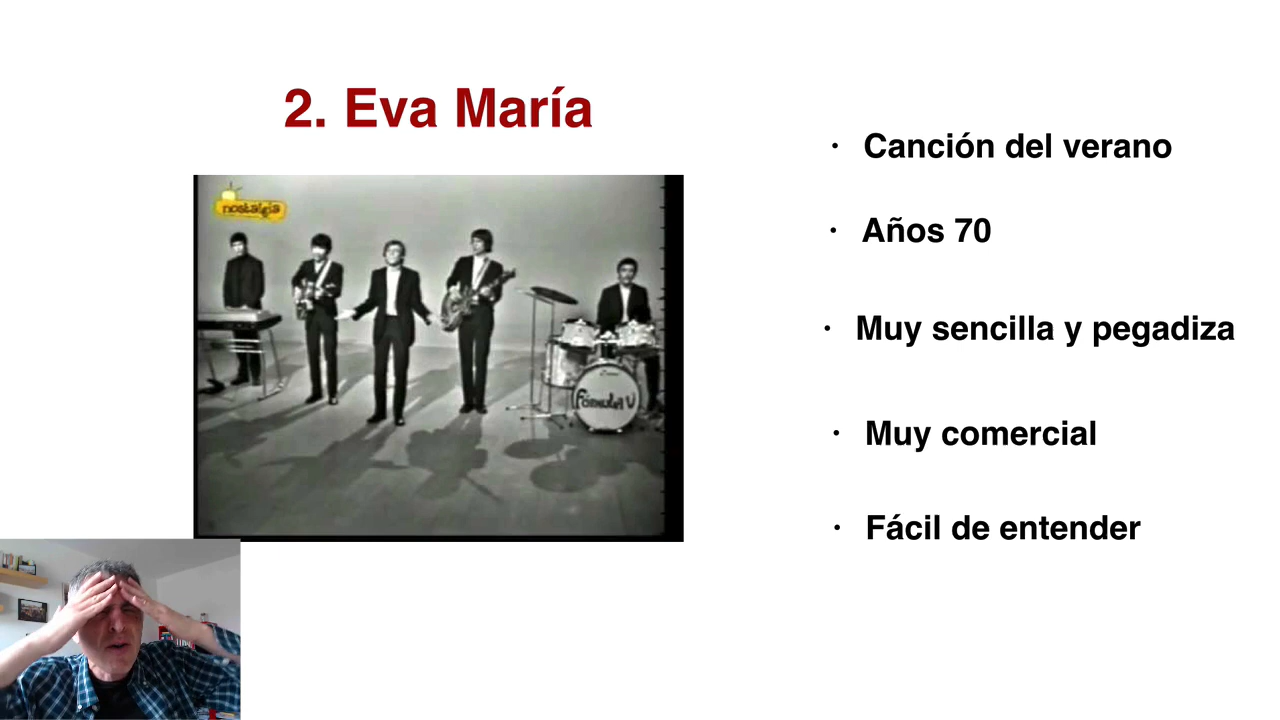 2. Eva María
nostalgia
FÓRMULA V
• Canción del verano
• Años 70
• Muy sencilla y pegadiza
• Muy comercial
• Fácil de entender